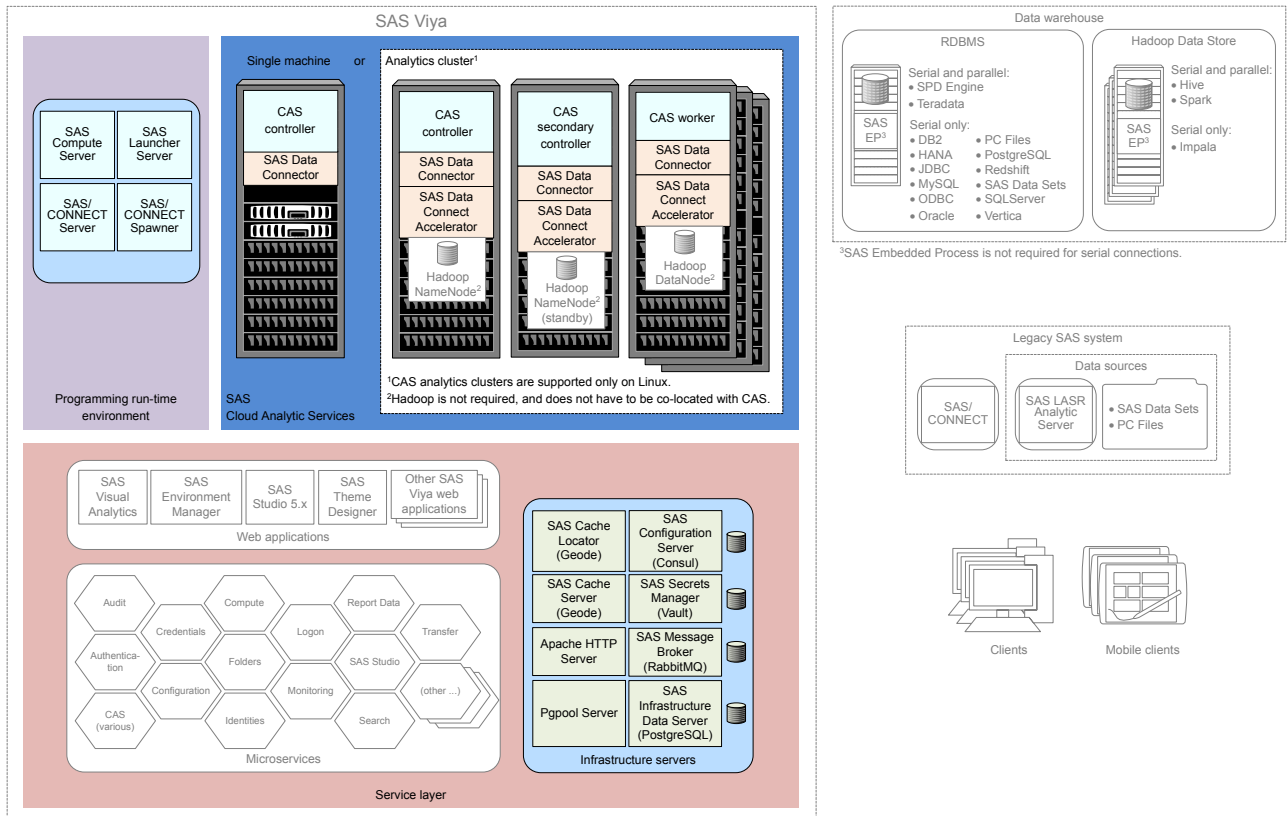 SAS Viya
Single machine or Analytics cluster1
SAS
Compute
Server
SAS
Launcher
Server
SAS/
CONNECT
Server
SAS/
CONNECT
Spawner
Programming run-time
environment
CAS
controller
SAS Data
Connector
CAS
controller
SAS Data
Connector
SAS Data
Connect
Accelerator
Hadoop
NameNode2
CAS
secondary
controller
SAS Data
Connector
SAS Data
Connect
Accelerator
Hadoop
NameNode2
(standby)
CAS worker
SAS Data
Connector
SAS Data
Connect
Accelerator
Hadoop
DataNode2
1CAS analytics clusters are supported only on Linux.
2Hadoop is not required, and does not have to be co-located with CAS.
SAS
Cloud Analytic Services
SAS
Visual
Analytics
SAS
Environment
Manager
SAS
Studio 5.x
SAS
Theme
Designer
Other SAS
Viya web
applications
Web applications
Audit
Compute
Report Data
Credentials
Logon
Transfer
Authentica-
tion
Folders
SAS Studio
Configuration
Monitoring
(other ...)
CAS
(various)
Identities
Search
Microservices
SAS Cache
Locator
(Geode)
SAS
Configuration
Server
(Consul)
SAS Cache
Server
(Geode)
SAS Secrets
Manager
(Vault)
Apache HTTP
Server
SAS Message
Broker
(RabbitMQ)
Pgpool Server
SAS
Infrastructure
Data Server
(PostgreSQL)
Infrastructure servers
Service layer
Data warehouse
RDBMS
SAS
EP3
Serial and parallel:
• SPD Engine
• Teradata
Serial only:
• DB2
• HANA
• JDBC
• MySQL
• ODBC
• Oracle
• PC Files
• PostgreSQL
• Redshift
• SAS Data Sets
• SQLServer
• Vertica
Hadoop Data Store
SAS
EP3
Serial and parallel:
• Hive
• Spark
Serial only:
• Impala
3SAS Embedded Process is not required for serial connections.
Legacy SAS system
Data sources
SAS/
CONNECT
SAS LASR
Analytic
Server
• SAS Data Sets
• PC Files
Clients
Mobile clients